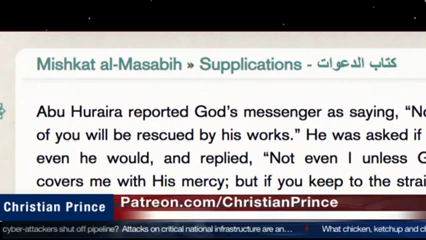 Mishkat al-Masabih » Supplications - كتاب الدعوات
Abu Huraira reported God's messenger as saying, "No
of you will be rescued by his works." He was asked if
even he would, and replied, "Not even I unless G
covers me with His mercy; but if you keep to the strai
Christian Prince
Patreon.com/ChristianPrince
cyber-attackers shut off pipeline? Attacks on critical national infrastructure are an… What chicken, ketchup and c